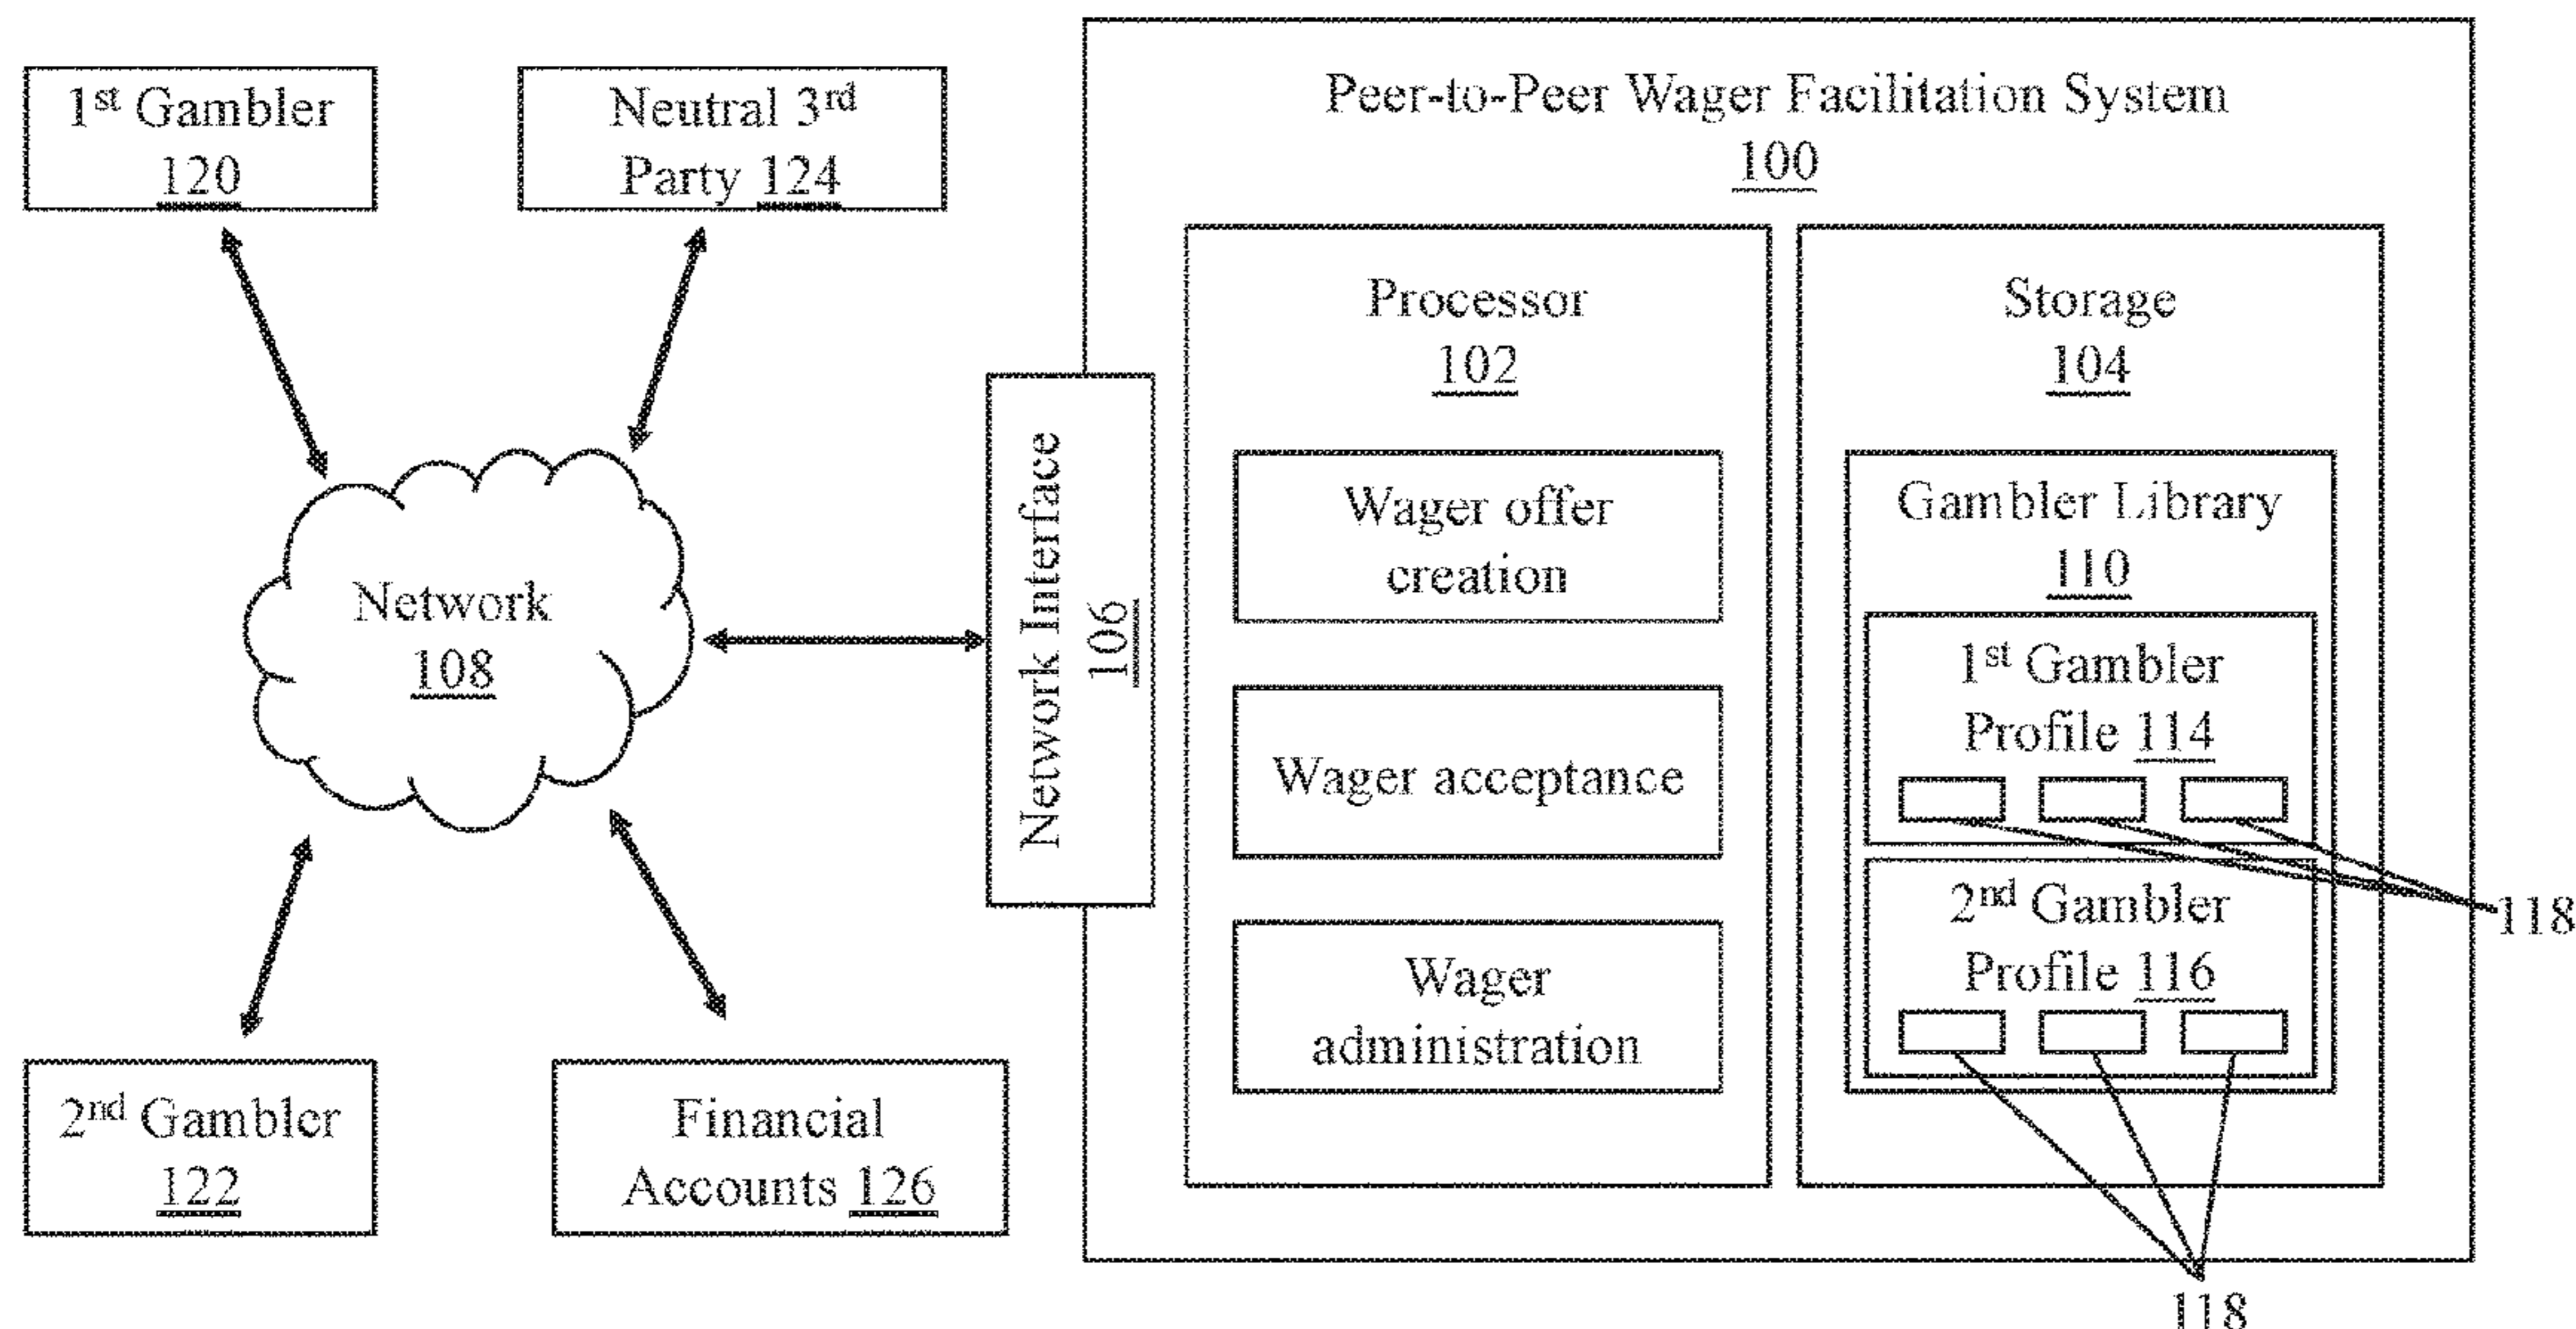 1st Gambler
120
Neutral 3rd
Party 124
Network
108
2nd Gambler
122
Financial
Accounts 126
Network Interface
106
Peer-to-Peer Wager Facilitation System
100
Processor
102
Wager offer
creation
Wager acceptance
Wager
administration
Storage
104
Gambler Library
110
1st Gambler
Profile 114
2nd Gambler
Profile 116
118
118